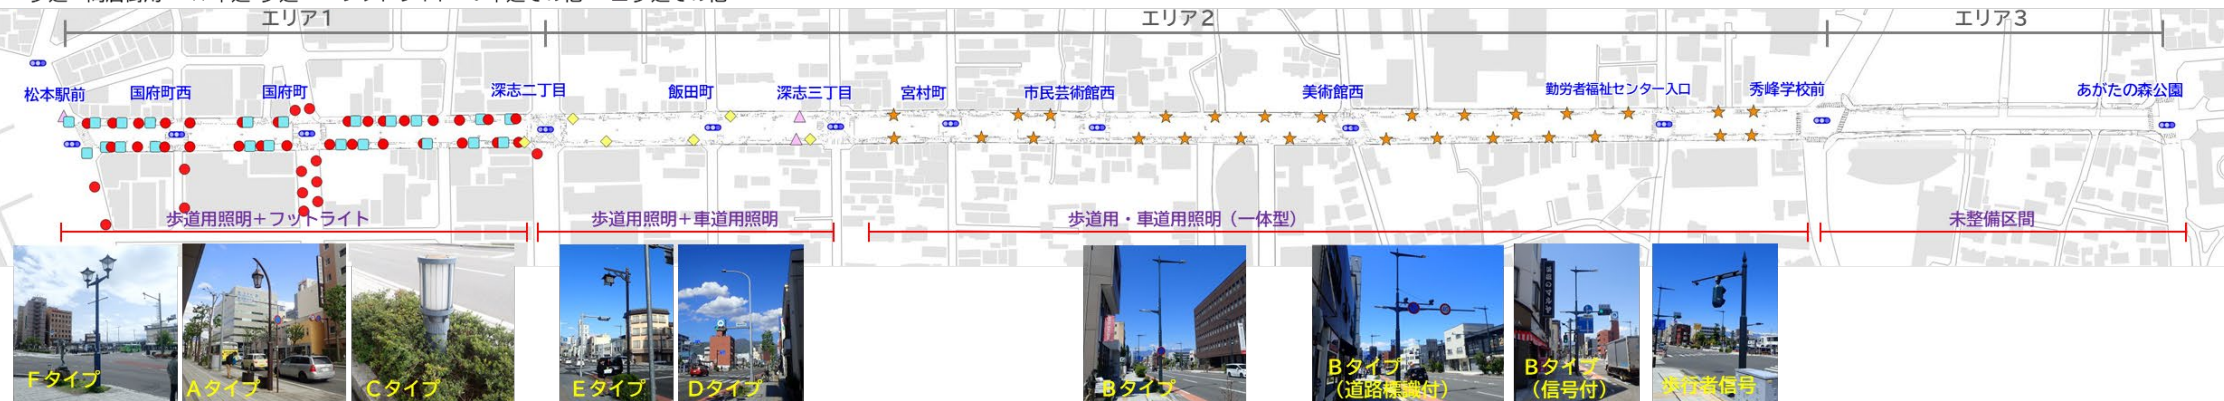 エリア1
エリア2
エリア3
松本駅前
国府町西
国府町
深志二丁目
飯田町
深志三丁目
宮村町
市民芸術館西
美術館西
勤労者福祉センター入口
秀峰学校前
あがたの森公園
歩道用照明＋フットライト
歩道用照明＋車道用照明
歩道用・車道用照明（一体型）
未整備区間
Fタイプ
Aタイプ
Cタイプ
Eタイプ
Dタイプ
Bタイプ
Bタイプ
（道路標識付）
Bタイプ
（信号付）
歩行者信号